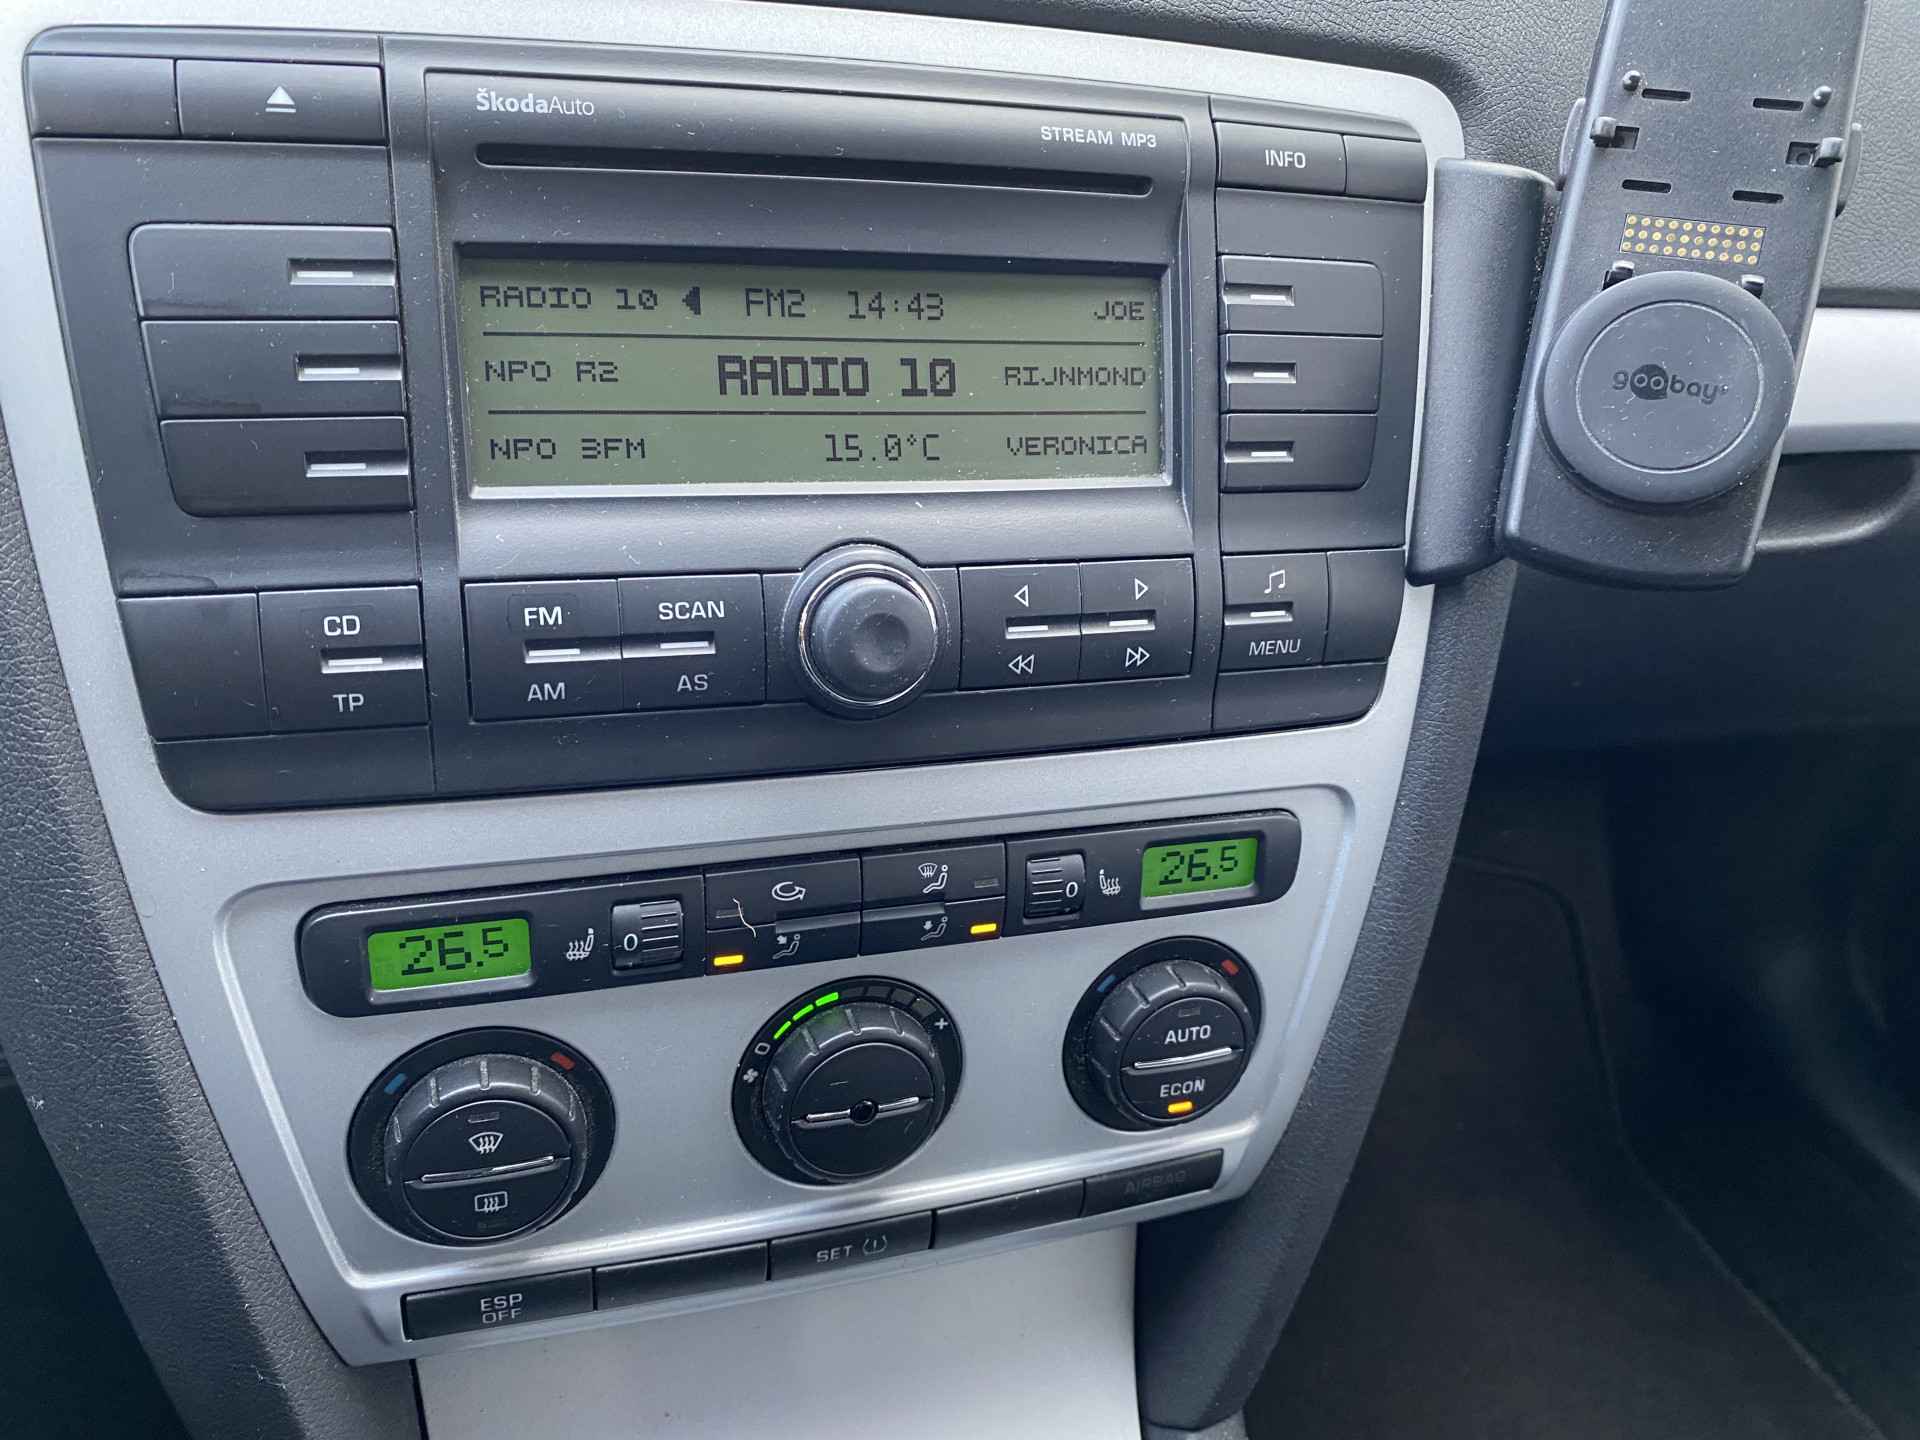 ŠkodaAuto
STREAM MP3
INFO
RADIO 10 FM2 14:43 JOE
NPO R2 RADIO 10 RIJNMOND
NPO 3FM 15.0°C VERONICA
goobay
CD
TP
FM
AM
SCAN
AS
MENU
26.5
0
0
26.5
AUTO
ECON
ESP
OFF
SET
AIRBAG